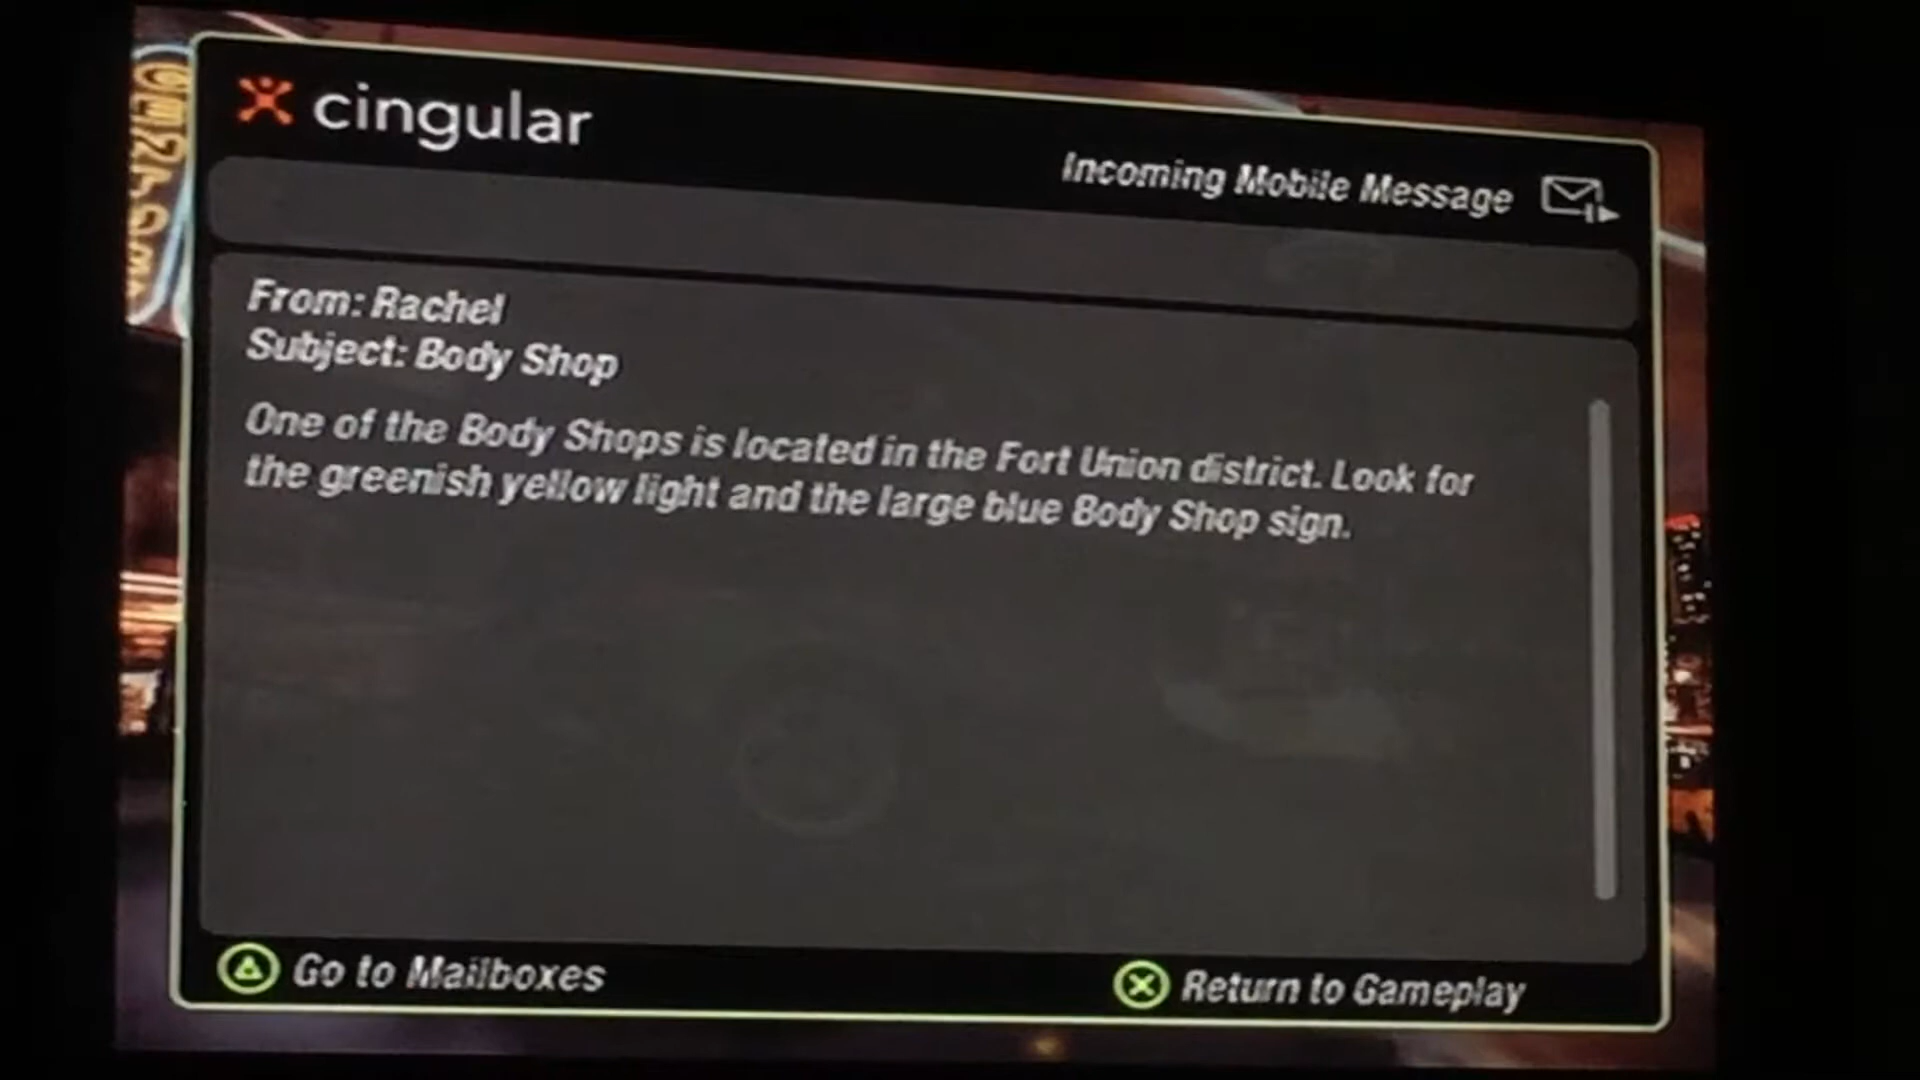 cingular
Incoming Mobile Message
From: Rachel
Subject: Body Shop
One of the Body Shops is located in the Fort Union district. Look for
the greenish yellow light and the large blue Body Shop sign.
Go to Mailboxes
Return to Gameplay